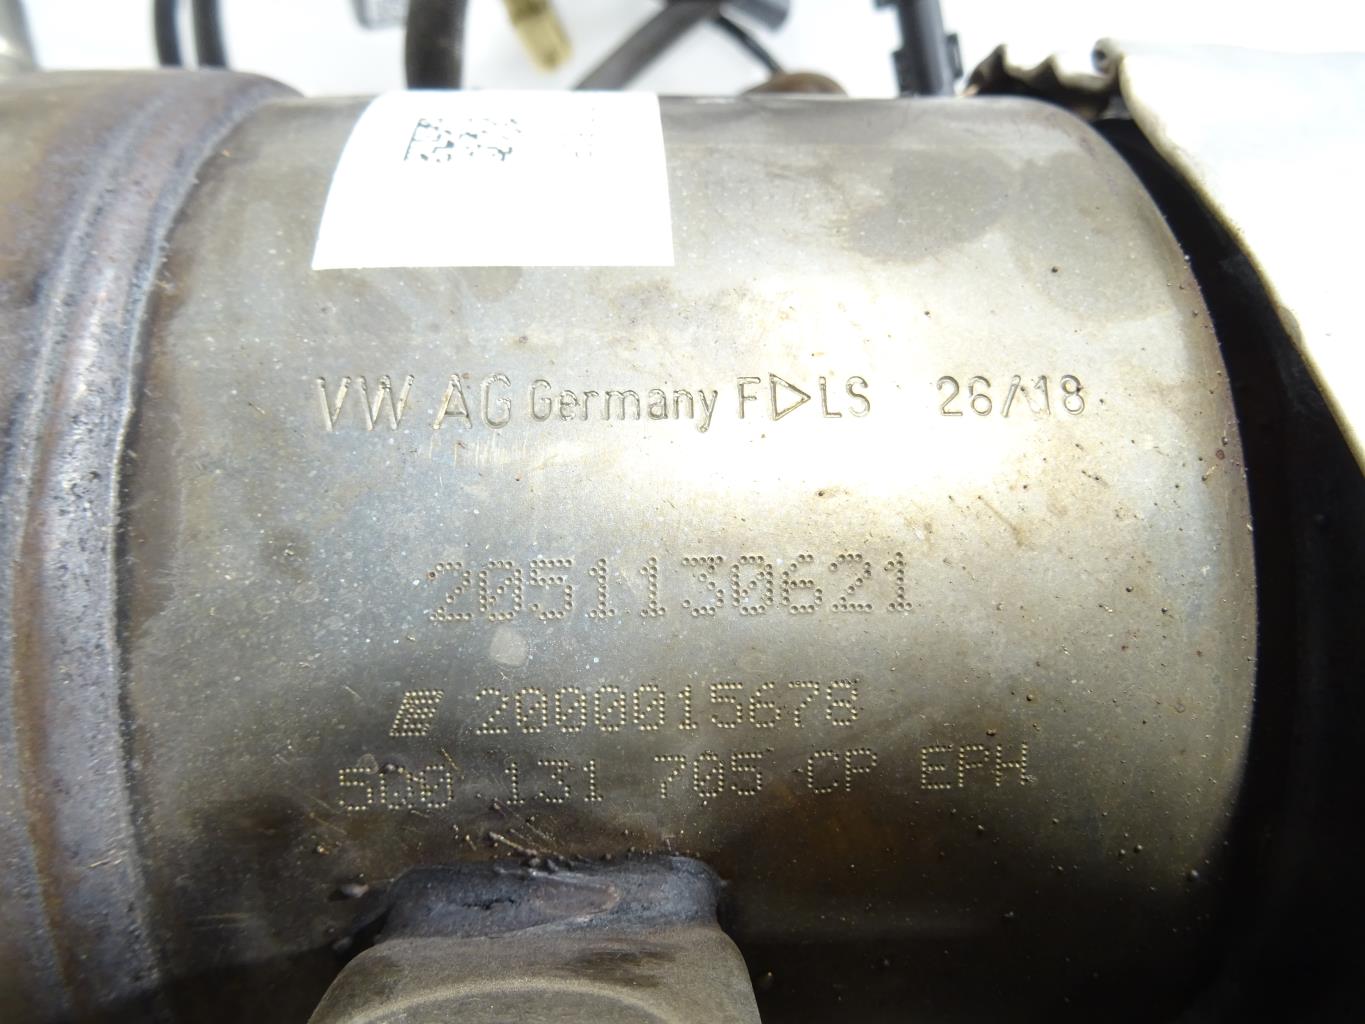 VW AG Germany F▷LS 26/18
2051130621
E 2000015678
5Q0 131 705 CP EPH